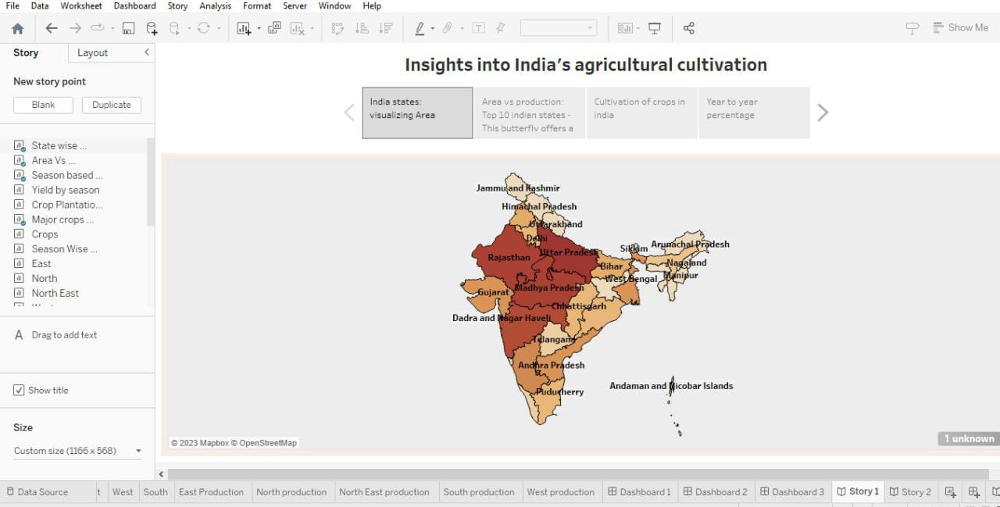 File Data Worksheet Dashboard Story Analysis Format Server Window Help
Show Me
Story Layout
New story point
Blank Duplicate
State wise ...
Area Vs ...
Season based ...
Yield by season
Crop Plantatio...
Major crops ...
Crops
Season Wise ...
East
North
North East
A Drag to add text
Show title
Size
Custom size (1166 x 568)
Insights into India's agricultural cultivation
India states:
visualizing Area
Area vs production:
Top 10 indian states -
This butterfly offers a
Cultivation of crops in
india
Year to year
percentage
Jammu and Kashmir
Himachal Pradesh
Uttarakhand
Delhi
Arunachal Pradesh
Sikkim
Rajasthan
Uttar Pradesh
Nagaland
Bihar
Manipur
West Bengal
Madhya Pradesh
Gujarat
Chhattisgarh
Dadra and Nagar Haveli
Telangana
Andhra Pradesh
Andaman and Nicobar Islands
Puducherry
© 2023 Mapbox © OpenStreetMap
1 unknown
Data Source t West South East Production North production North East production South production West production Dashboard 1 Dashboard 2 Dashboard 3 Story 1 Story 2